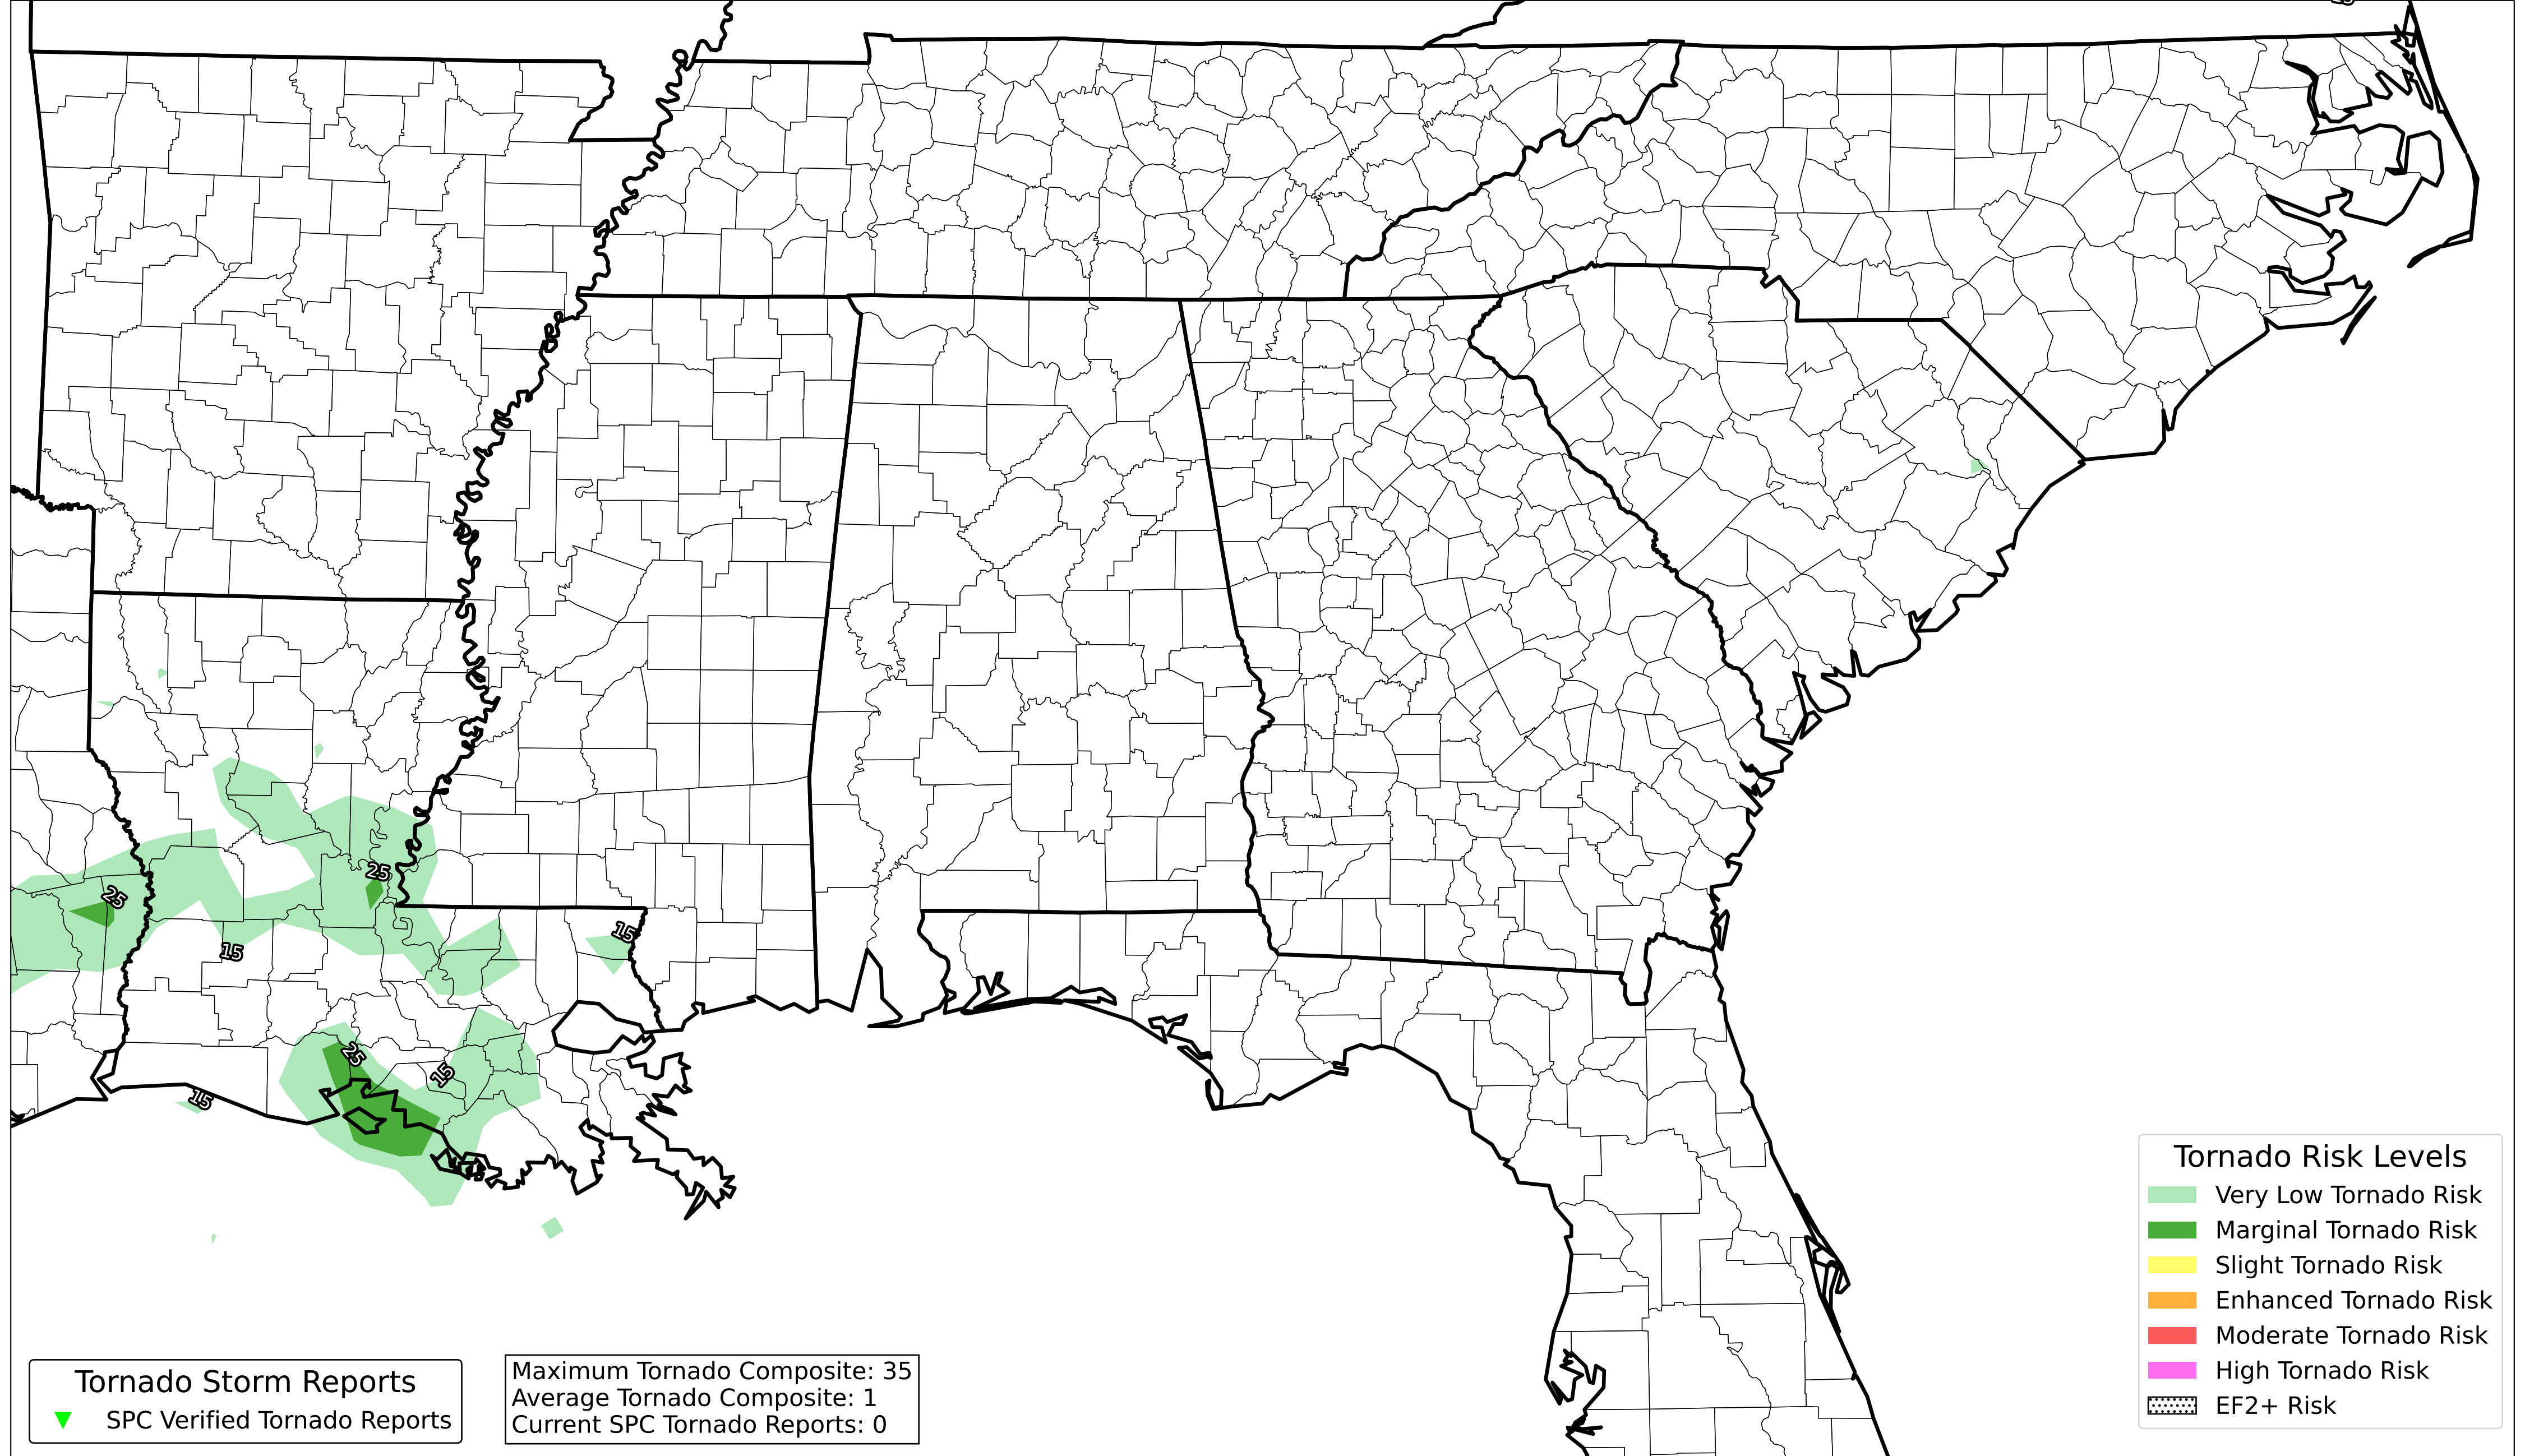 25
25
15
15
25
15
15
Tornado Risk Levels
Very Low Tornado Risk
Marginal Tornado Risk
Slight Tornado Risk
Enhanced Tornado Risk
Moderate Tornado Risk
High Tornado Risk
EF2+ Risk
Tornado Storm Reports
SPC Verified Tornado Reports
Maximum Tornado Composite: 35
Average Tornado Composite: 1
Current SPC Tornado Reports: 0